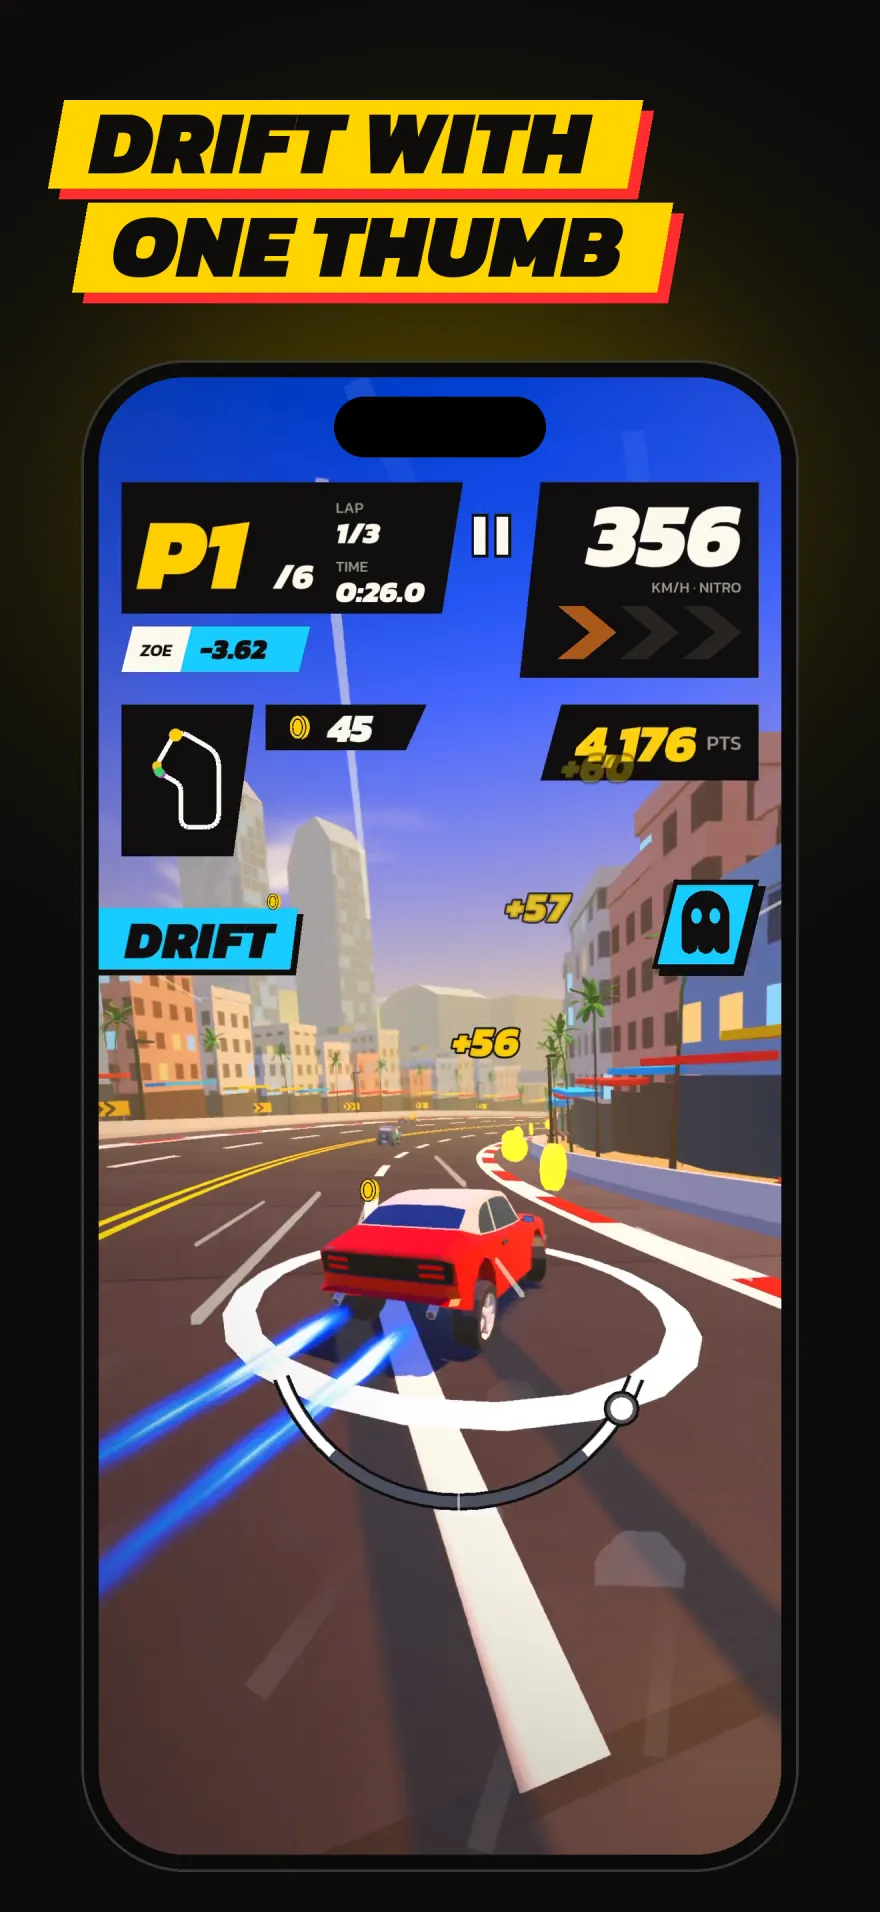 DRIFT WITH
ONE THUMB
P1 /6
LAP
1/3
TIME
0:26.0
356
KM/H · NITRO
ZOE -3.62
45
4,176 PTS
+60
+57
DRIFT
+56